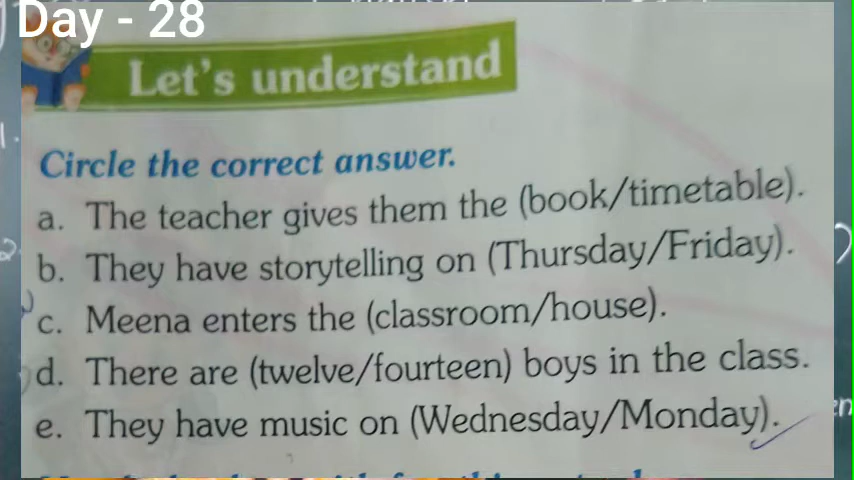 Day - 28
Let's understand
Circle the correct answer.
a. The teacher gives them the (book/timetable).
b. They have storytelling on (Thursday/Friday).
c. Meena enters the (classroom/house).
d. There are (twelve/fourteen) boys in the class.
e. They have music on (Wednesday/Monday).